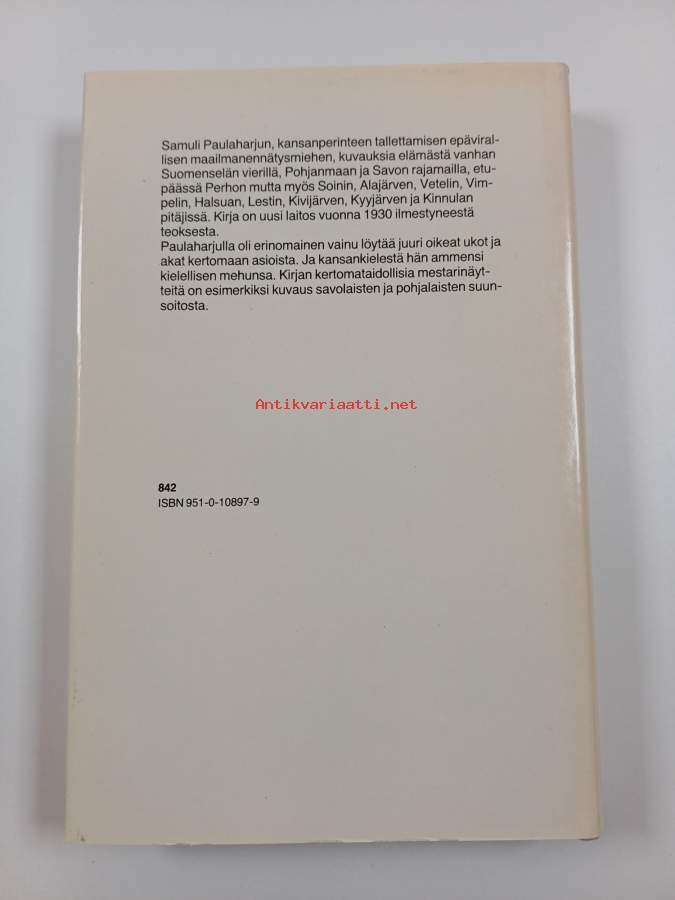 Samuli Paulaharjun, kansanperinteen tallettamisen epäviral-
lisen maailmanennätysmiehen, kuvauksia elämästä vanhan
Suomenselän vierillä, Pohjanmaan ja Savon rajamailla, etu-
päässä Perhon mutta myös Soinin, Alajärven, Vetelin, Vim-
pelin, Halsuan, Lestin, Kivijärven, Kyyjärven ja Kinnulan
pitäjissä. Kirja on uusi laitos vuonna 1930 ilmestyneestä
teoksesta.
Paulaharjulla oli erinomainen vainu löytää juuri oikeat ukot ja
akat kertomaan asioista. Ja kansankielestä hän ammensi
kielellisen mehunsa. Kirjan kertomataidollisia mestarinäyt-
teitä on esimerkiksi kuvaus savolaisten ja pohjalaisten suun-
soitosta.
Antikvariaatti.net
842
ISBN 951-0-10897-9